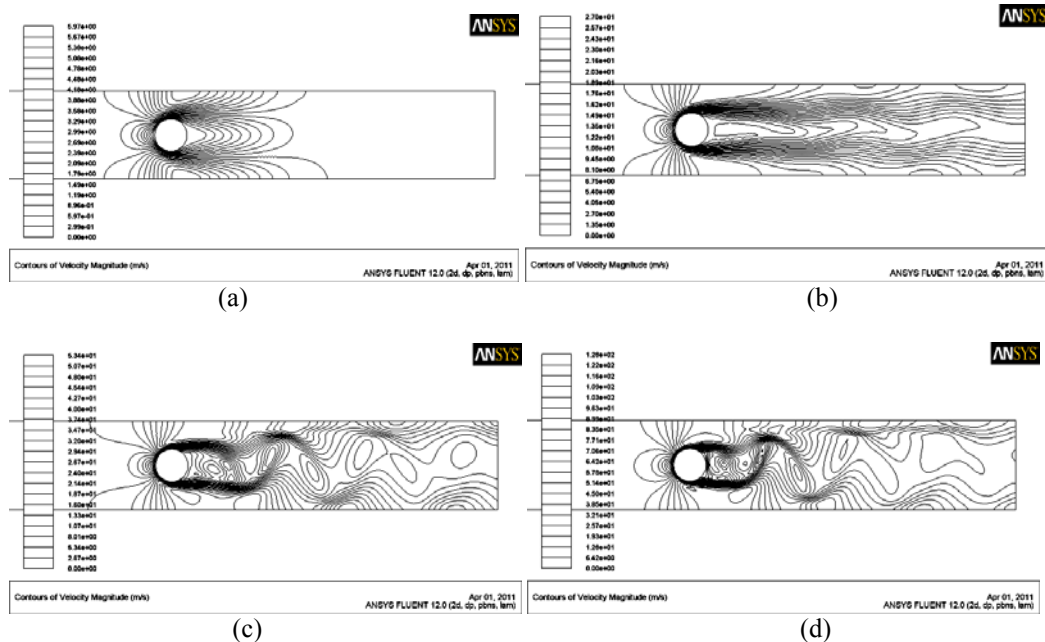 ANSYS
5.97e+00
5.67e+00
5.08e+00
4.78e+00
4.48e+00
4.18e+00
3.88e+00
3.58e+00
3.29e+00
2.99e+00
2.69e+00
2.39e+00
2.09e+00
1.79e+00
1.49e+00
1.19e+00
8.96e-01
5.97e-01
2.99e-01
0.00e+00
Contours of Velocity Magnitude (m/s)
Apr 01, 2011
ANSYS FLUENT 12.0 (2d, dp, pbns, lam)
(a)
ANSYS
2.70e+01
2.57e+01
2.43e+01
2.30e+01
2.16e+01
2.03e+01
1.89e+01
1.76e+01
1.62e+01
1.49e+01
1.35e+01
1.22e+01
1.08e+01
9.45e+00
8.10e+00
6.75e+00
5.40e+00
4.05e+00
2.70e+00
1.35e+00
0.00e+00
Contours of Velocity Magnitude (m/s)
Apr 01, 2011
ANSYS FLUENT 12.0 (2d, dp, pbns, lam)
(b)
ANSYS
5.34e+01
5.07e+01
4.80e+01
4.54e+01
4.27e+01
4.00e+01
3.74e+01
3.47e+01
3.20e+01
2.94e+01
2.67e+01
2.40e+01
2.14e+01
1.87e+01
1.60e+01
1.33e+01
1.07e+01
8.01e+00
5.34e+00
2.67e+00
0.00e+00
Contours of Velocity Magnitude (m/s)
Apr 01, 2011
ANSYS FLUENT 12.0 (2d, dp, pbns, lam)
(c)
ANSYS
1.28e+02
1.22e+02
1.16e+02
1.09e+02
1.03e+02
9.63e+01
8.99e+01
8.35e+01
7.71e+01
7.06e+01
6.42e+01
5.78e+01
5.14e+01
4.50e+01
3.85e+01
3.21e+01
2.57e+01
1.93e+01
1.28e+01
6.42e+00
0.00e+00
Contours of Velocity Magnitude (m/s)
Apr 01, 2011
ANSYS FLUENT 12.0 (2d, dp, pbns, lam)
(d)